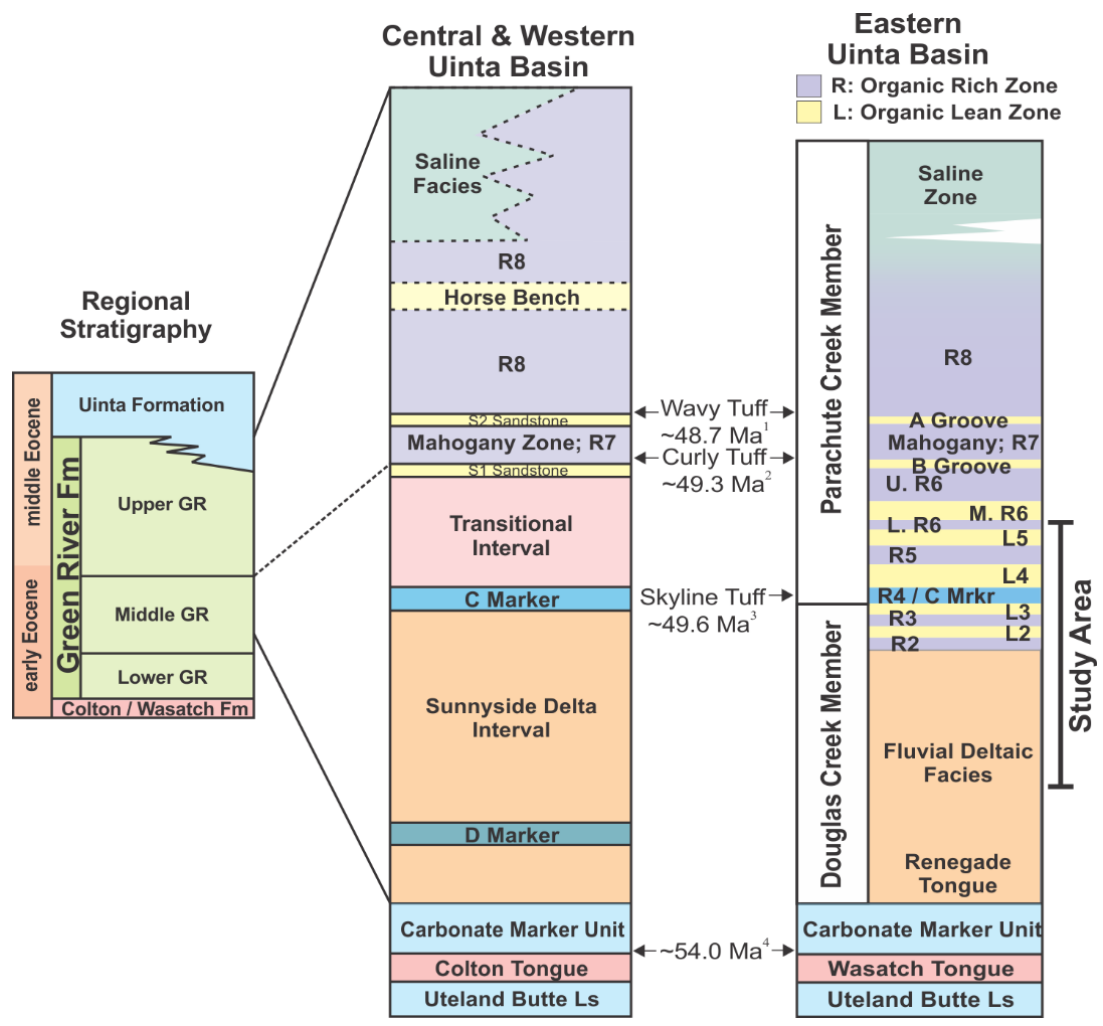 Regional
Stratigraphy
middle Eocene
early Eocene
Green River Fm
Uinta Formation
Upper GR
Middle GR
Lower GR
Colton / Wasatch Fm
Central & Western
Uinta Basin
Saline
Facies
R8
Horse Bench
R8
S2 Sandstone
Mahogany Zone; R7
S1 Sandstone
Transitional
Interval
C Marker
Sunnyside Delta
Interval
D Marker
Carbonate Marker Unit
Colton Tongue
Uteland Butte Ls
Wavy Tuff
~48.7 Ma¹
Curly Tuff
~49.3 Ma²
Skyline Tuff
~49.6 Ma³
~54.0 Ma⁴
Eastern
Uinta Basin
R: Organic Rich Zone
L: Organic Lean Zone
Parachute Creek Member
Douglas Creek Member
Saline
Zone
R8
A Groove
Mahogany; R7
B Groove
U. R6
M. R6
L. R6
L5
R5
L4
R4 / C Mrkr
L3
R3
L2
R2
Fluvial Deltaic
Facies
Renegade
Tongue
Carbonate Marker Unit
Wasatch Tongue
Uteland Butte Ls
Study Area